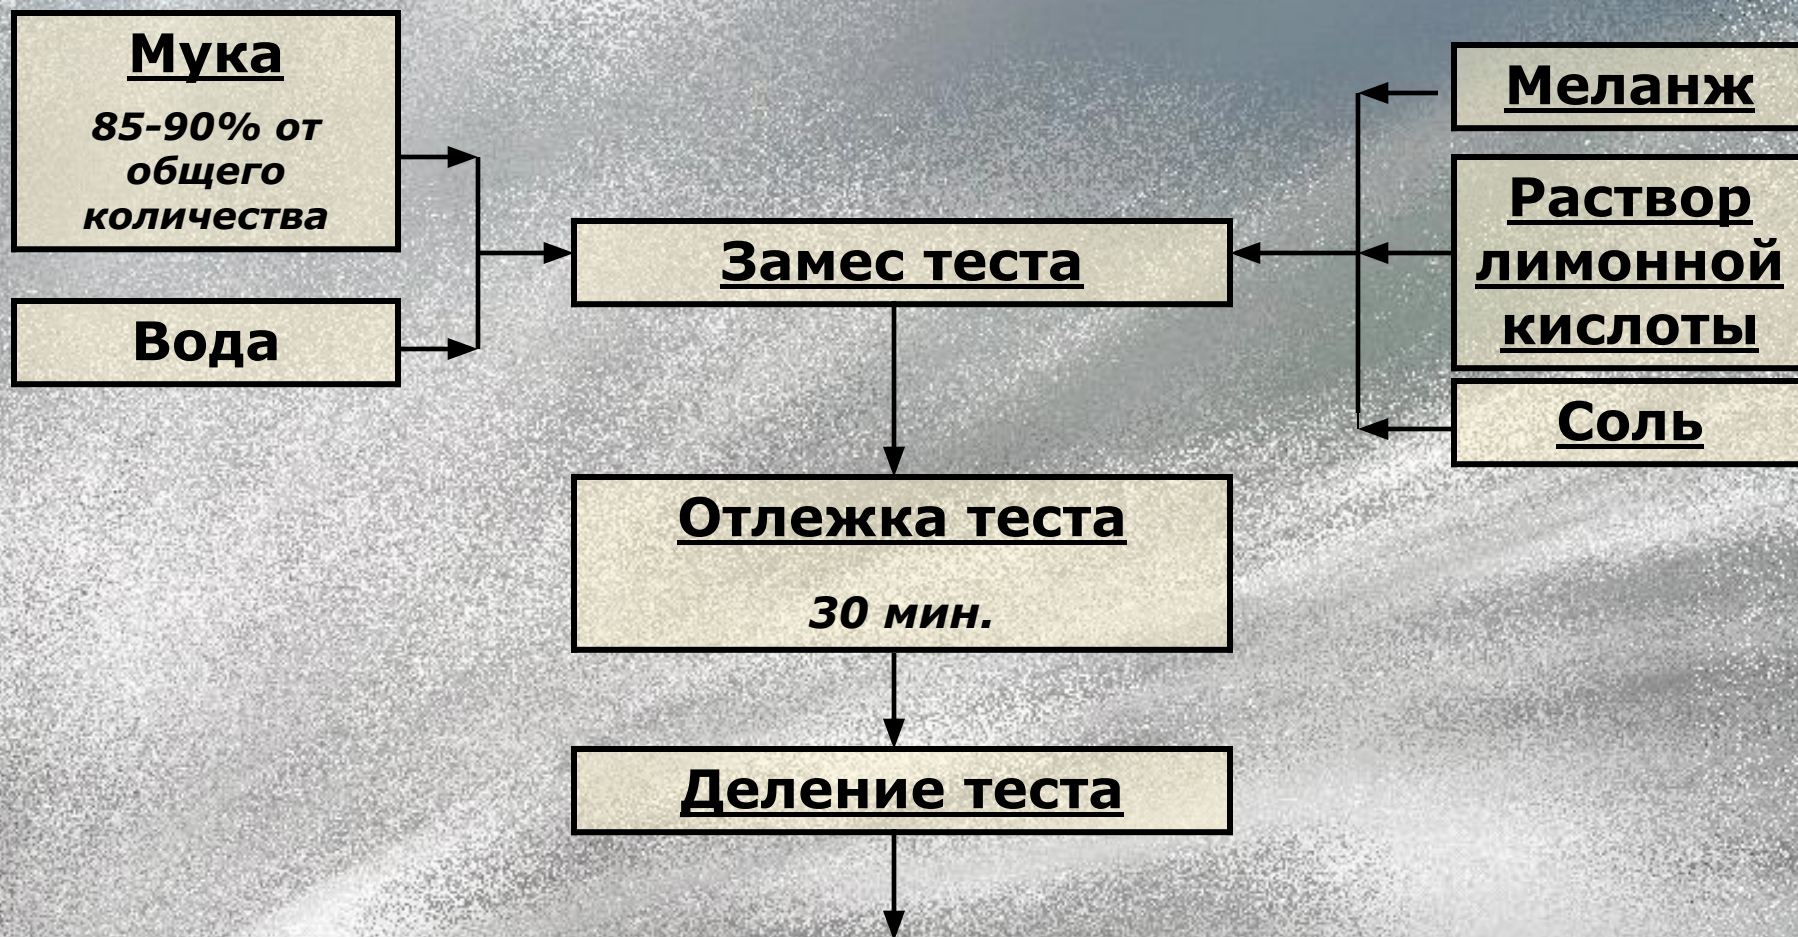 Мука
85-90% от
общего
количества
Вода
Замес теста
Меланж
Раствор
лимонной
кислоты
Соль
Отлежка теста
30 мин.
Деление теста